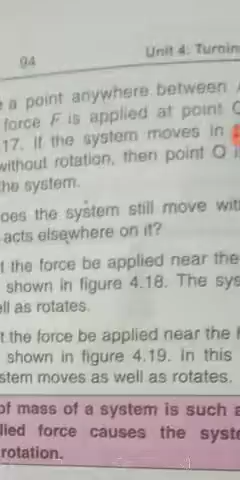 94
Unit 4: Turnin
a point anywhere between
force F is applied at point
17. If the system moves in
without rotation, then point O
the system.
oes the system still move wit
acts elsewhere on it?
t the force be applied near the
shown in figure 4.18. The sys
ell as rotates.
t the force be applied near the
shown in figure 4.19. In this
stem moves as well as rotates.
of mass of a system is such a
lied force causes the syste
rotation.